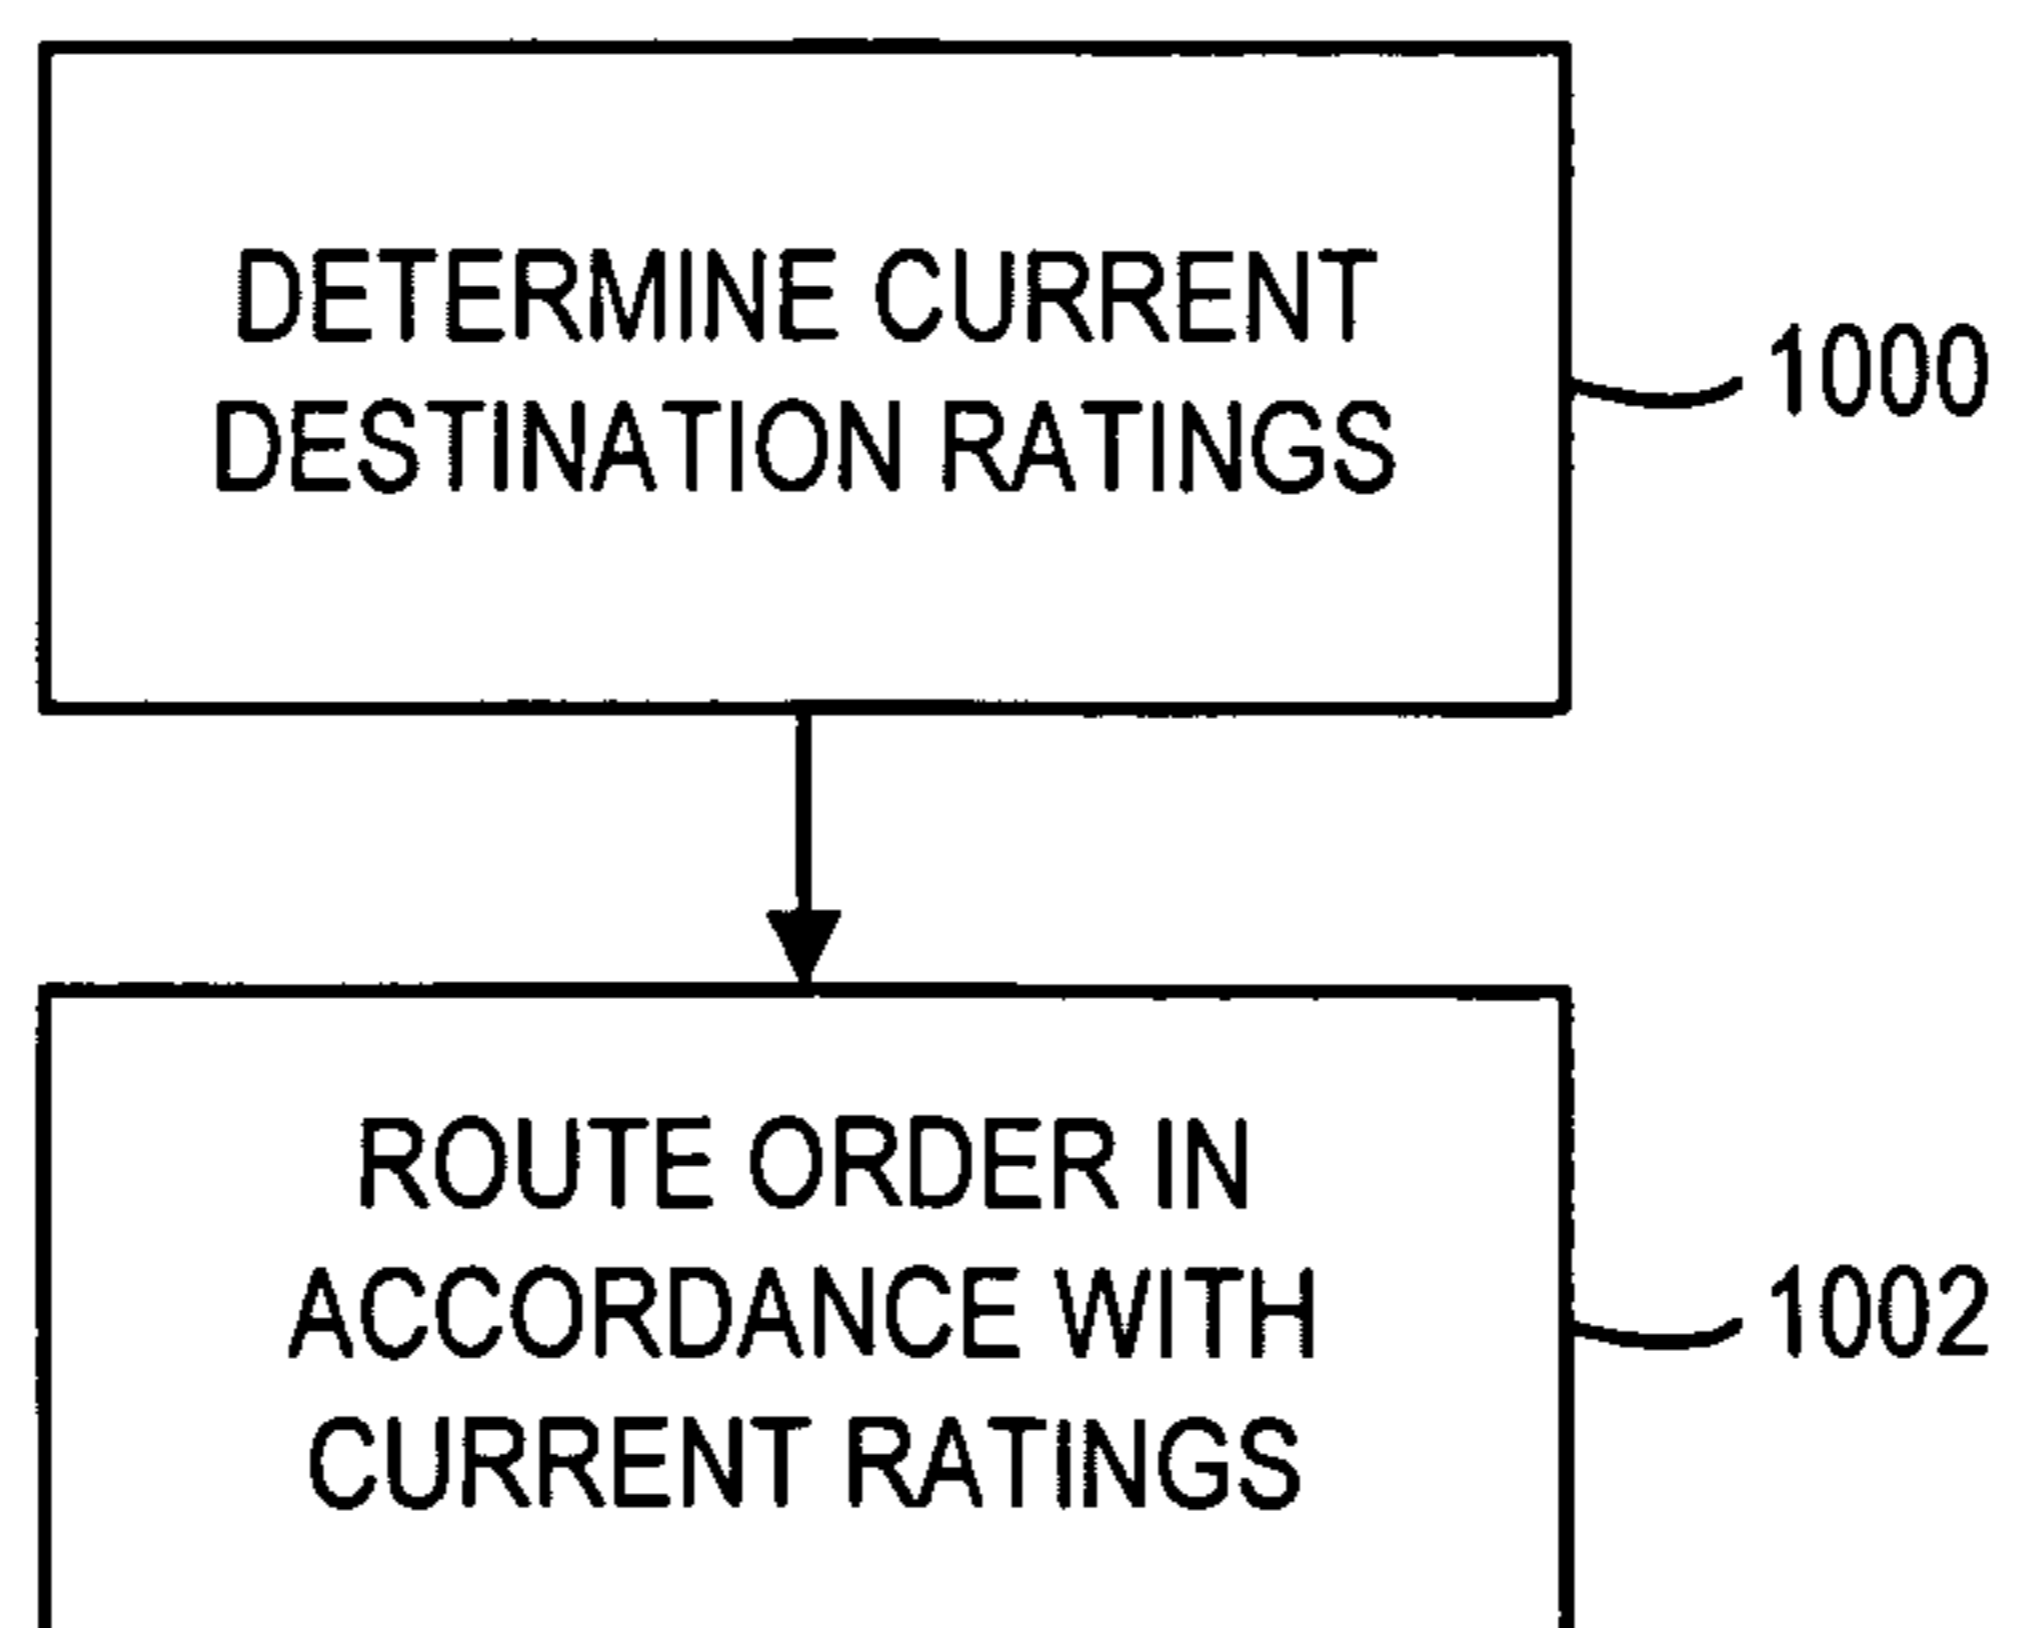 DETERMINE CURRENT
DESTINATION RATINGS
1000
ROUTE ORDER IN
ACCORDANCE WITH
CURRENT RATINGS
1002